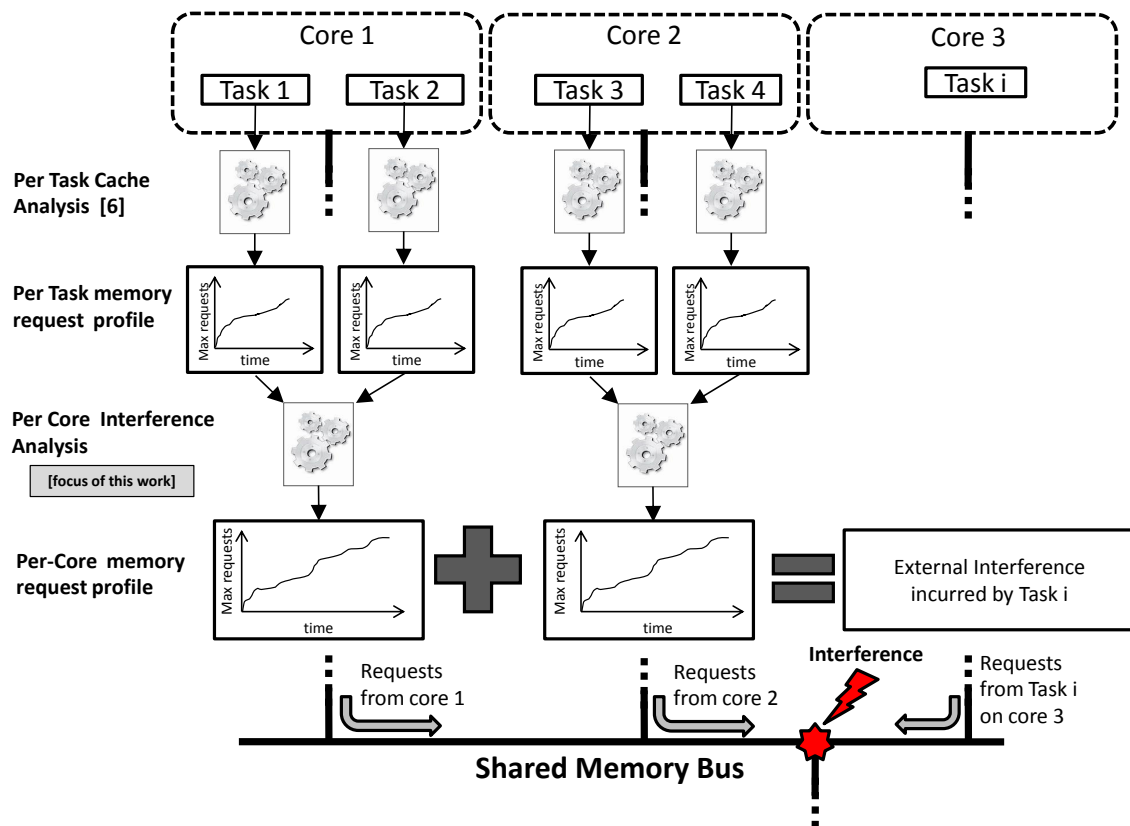 Core 1
Core 2
Core 3
Task 1
Task 2
Task 3
Task 4
Task i
Per Task Cache
Analysis [6]
Per Task memory
request profile
Max requests
time
Max requests
time
Max requests
time
Max requests
time
Per Core Interference
Analysis
[focus of this work]
Per-Core memory
request profile
Max requests
time
Max requests
time
External Interference
incurred by Task i
Requests
from core 1
Requests
from core 2
Interference
Requests
from Task i
on core 3
Shared Memory Bus